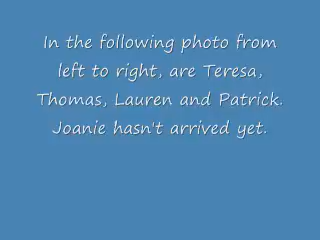 In the following photo from
left to right, are Teresa,
Thomas, Lauren and Patrick.
Joanie hasn't arrived yet.